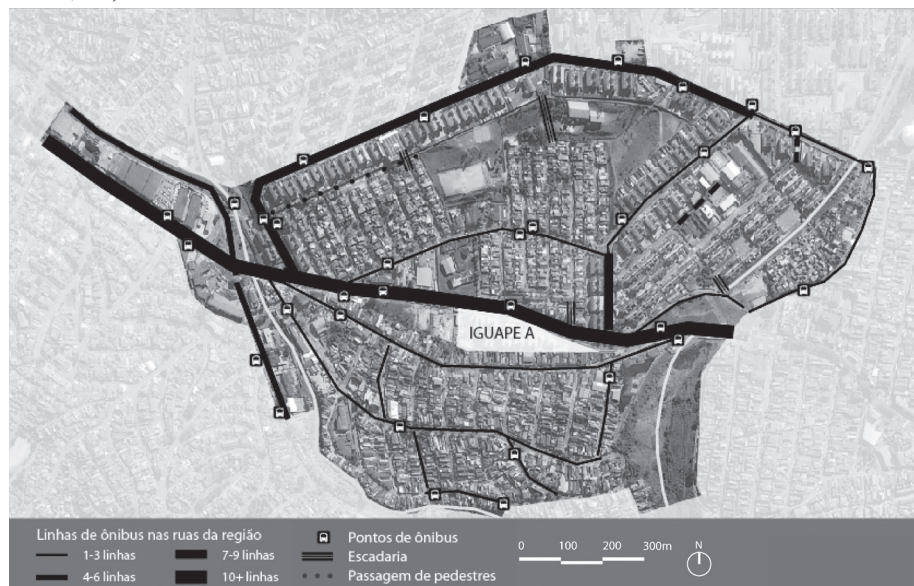 IGUAPE A
Linhas de ônibus nas ruas da região
1-3 linhas
4-6 linhas
7-9 linhas
10+ linhas
Pontos de ônibus
Escadaria
Passagem de pedestres
0 100 200 300m
N